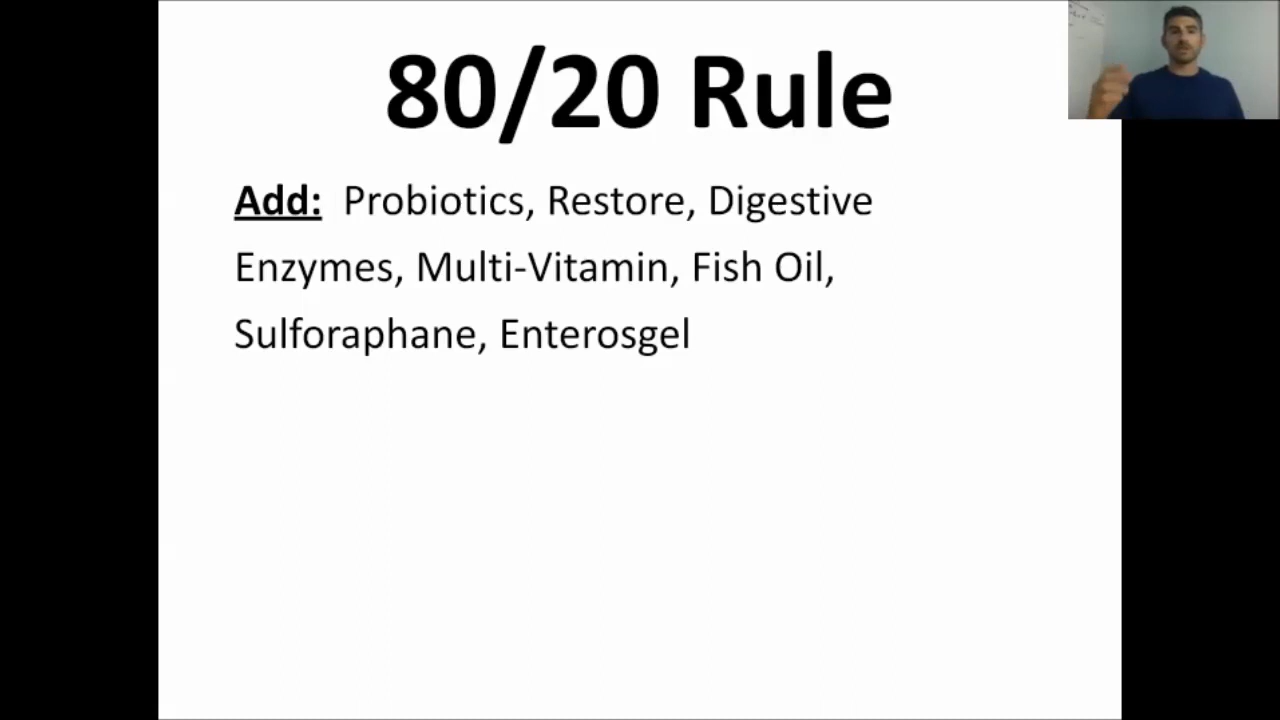 80/20 Rule
Add: Probiotics, Restore, Digestive
Enzymes, Multi-Vitamin, Fish Oil,
Sulforaphane, Enterosgel